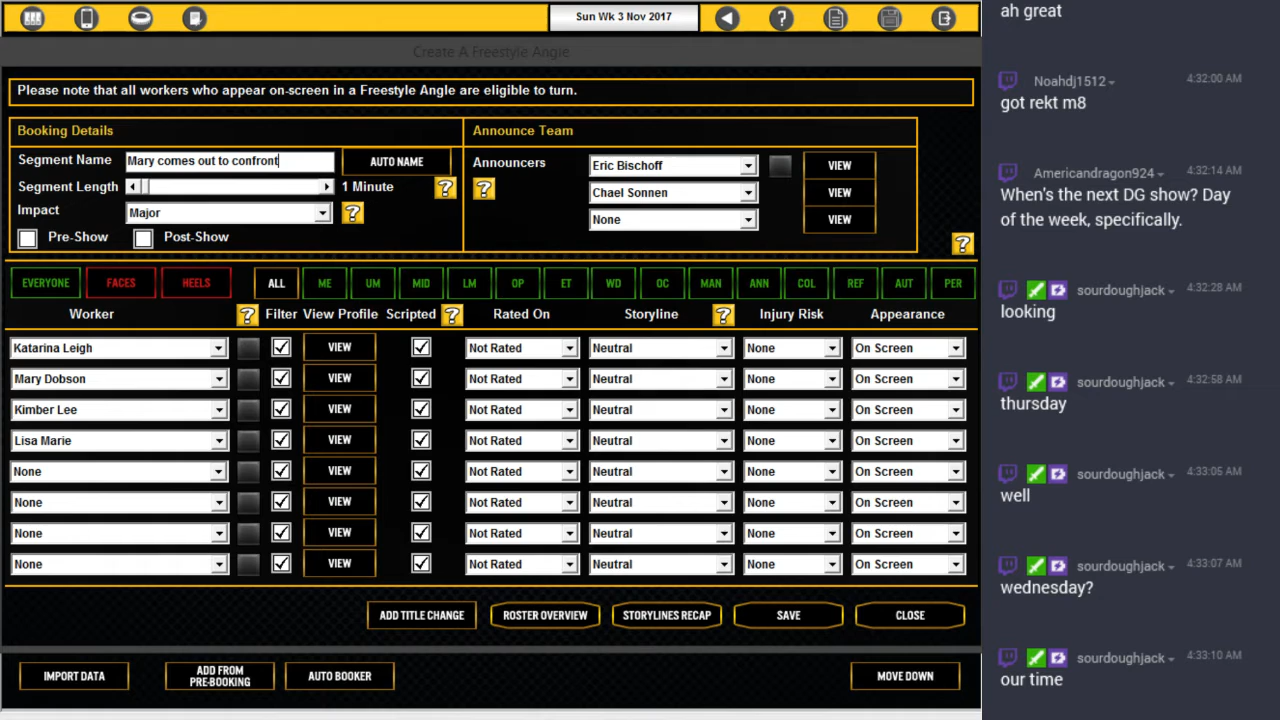 Sun Wk 3 Nov 2017
Create A Freestyle Angle
Please note that all workers who appear on-screen in a Freestyle Angle are eligible to turn.
Booking Details
Segment Name Mary comes out to confront AUTO NAME
Segment Length 1 Minute ?
Impact Major ?
Pre-Show Post-Show
Announce Team
Announcers Eric Bischoff VIEW
? Chael Sonnen VIEW
None VIEW
?
EVERYONE FACES HEELS ALL ME UM MID LM OP ET WD OC MAN ANN COL REF AUT PER
Worker ? Filter View Profile Scripted ? Rated On Storyline ? Injury Risk Appearance
Katarina Leigh VIEW Not Rated Neutral None On Screen
Mary Dobson VIEW Not Rated Neutral None On Screen
Kimber Lee VIEW Not Rated Neutral None On Screen
Lisa Marie VIEW Not Rated Neutral None On Screen
None VIEW Not Rated Neutral None On Screen
None VIEW Not Rated Neutral None On Screen
None VIEW Not Rated Neutral None On Screen
None VIEW Not Rated Neutral None On Screen
ADD TITLE CHANGE ROSTER OVERVIEW STORYLINES RECAP SAVE CLOSE
IMPORT DATA ADD FROM PRE-BOOKING AUTO BOOKER MOVE DOWN
ah great
Noahdj1512 4:32:00 AM
got rekt m8
Americandragon924 4:32:14 AM
When's the next DG show? Day
of the week, specifically.
sourdoughjack 4:32:28 AM
looking
sourdoughjack 4:32:58 AM
thursday
sourdoughjack 4:33:05 AM
well
sourdoughjack 4:33:07 AM
wednesday?
sourdoughjack 4:33:10 AM
our time